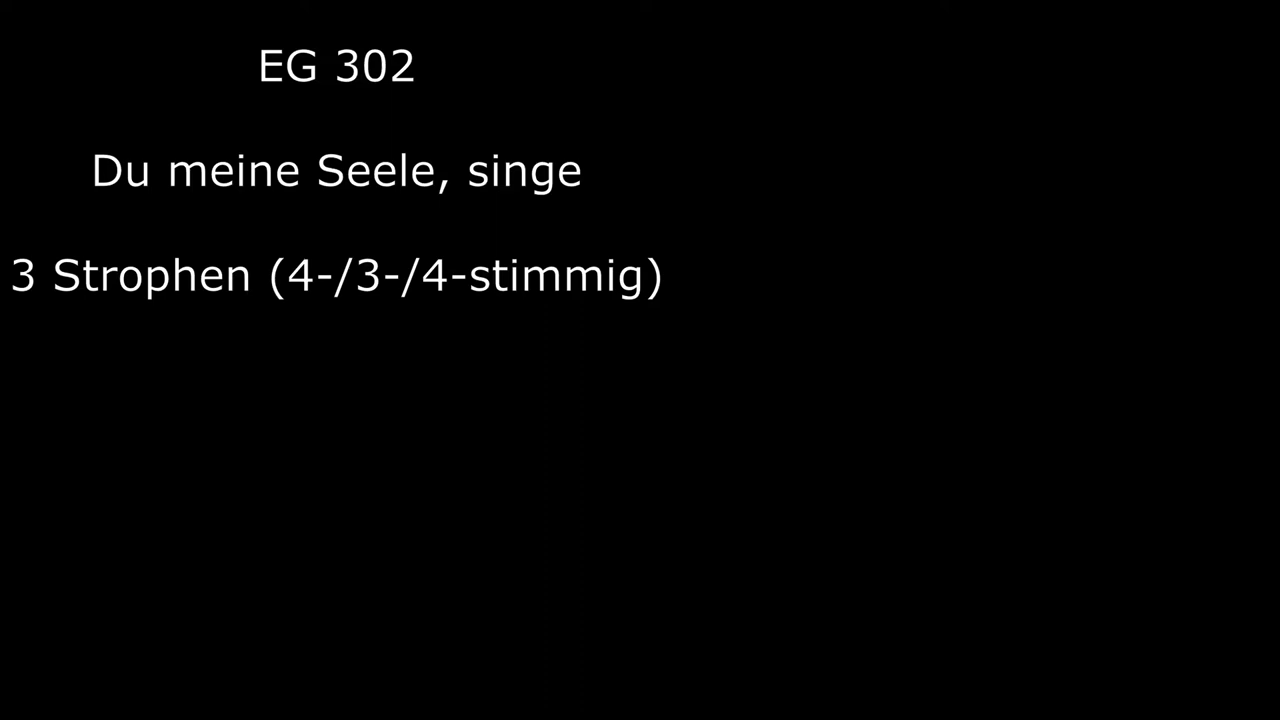 EG 302
Du meine Seele, singe
3 Strophen (4-/3-/4-stimmig)